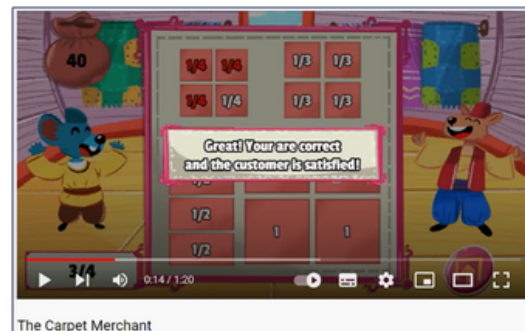 40
1/4 1/4 1/3 1/3
1/4 1/4 1/3 1/3
Great! Your are correct
and the customer is satisfied!
1/2
1/2 1 1
1/2
3/4
0:14 / 1:20
The Carpet Merchant